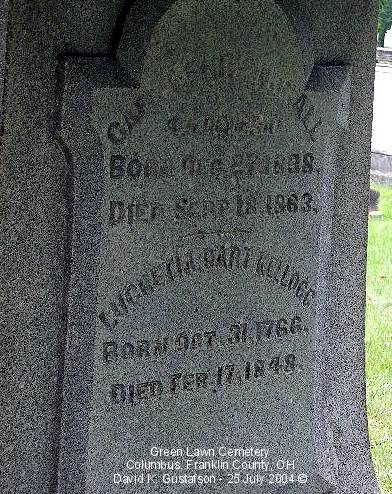 BORN DEC. 27, 1838.
DIED SEPT. 18, 1863.
LUCRETIA DART KELLOGG
BORN OCT. 31, 1766.
DIED FEB. 17, 1848.
Green Lawn Cemetery
Columbus, Franklin County, OH
David K. Gustafson - 25 July 2004 ©